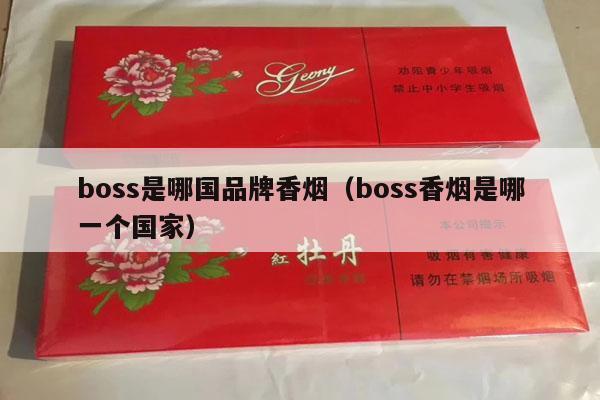 Geony
劝阻青少年吸烟
禁止中小学生吸烟
boss是哪国品牌香烟（boss香烟是哪
一个国家）
本公司提示
紅 牡丹
吸烟有害健康
请勿在禁烟场所吸烟